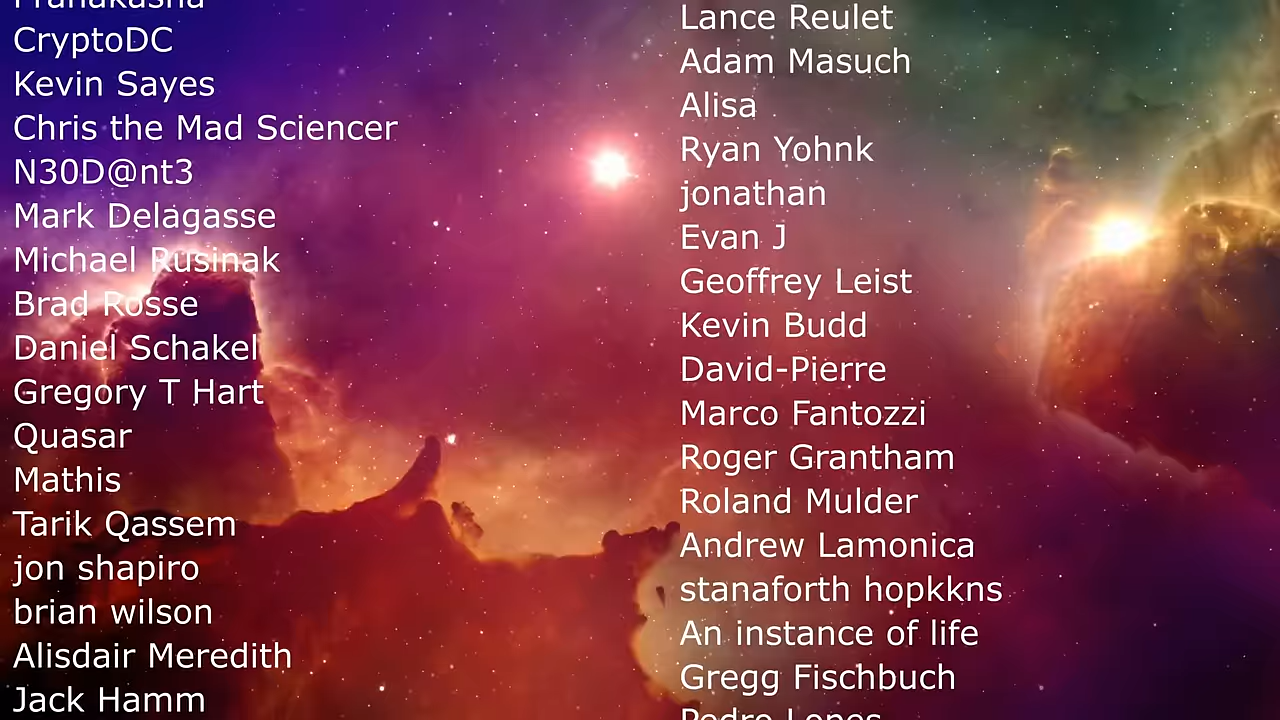 Pranakasha
CryptoDC
Kevin Sayes
Chris the Mad Sciencer
N30D@nt3
Mark Delagasse
Michael Rusinak
Brad Rosse
Daniel Schakel
Gregory T Hart
Quasar
Mathis
Tarik Qassem
jon shapiro
brian wilson
Alisdair Meredith
Jack Hamm
Lance Reulet
Adam Masuch
Alisa
Ryan Yohnk
jonathan
Evan J
Geoffrey Leist
Kevin Budd
David-Pierre
Marco Fantozzi
Roger Grantham
Roland Mulder
Andrew Lamonica
stanaforth hopkkns
An instance of life
Gregg Fischbuch
Pedro Lopes